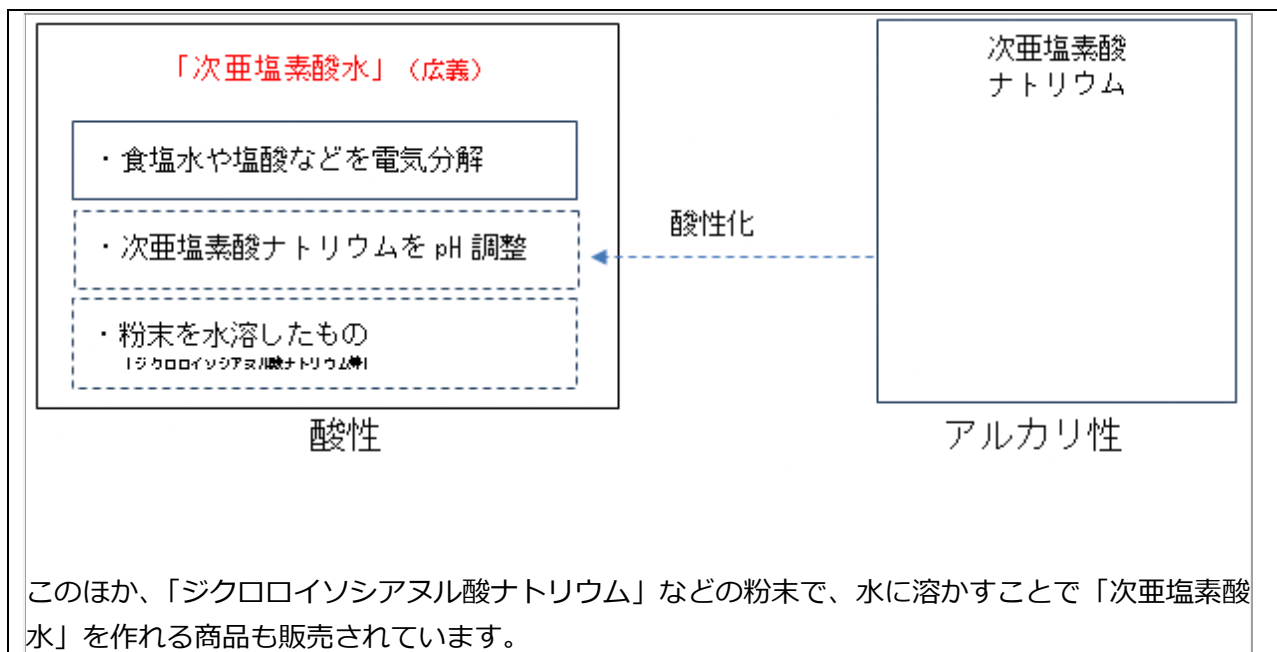 「次亜塩素酸水」（広義）
・食塩水や塩酸などを電気分解
・次亜塩素酸ナトリウムを pH 調整
・粉末を水溶したもの
「ジクロロイソシアヌル酸ナトリウム等」
酸性
酸性化
次亜塩素酸
ナトリウム
アルカリ性
このほか、「ジクロロイソシアヌル酸ナトリウム」などの粉末で、水に溶かすことで「次亜塩素酸
水」を作れる商品も販売されています。